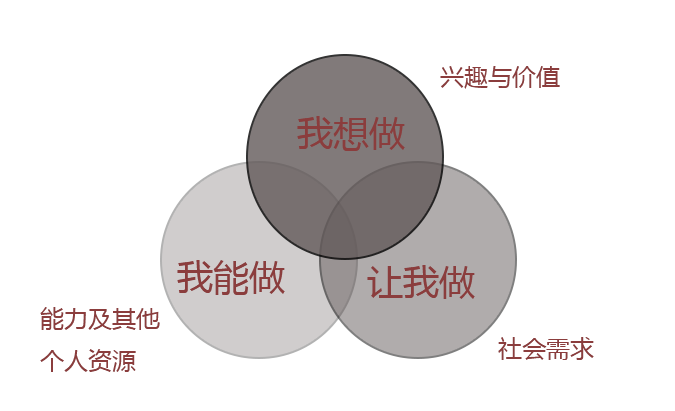 兴趣与价值
我想做
我能做
让我做
能力及其他
个人资源
社会需求